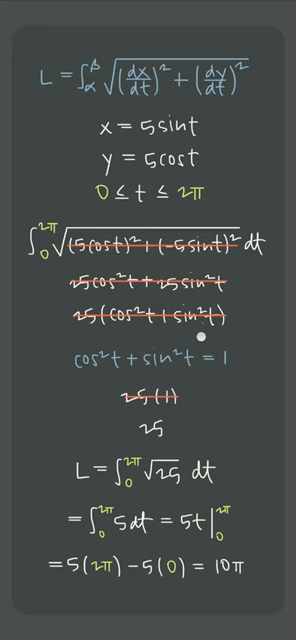 L = ∫_α^β √((dx/dt)² + (dy/dt)²)
x = 5sint
y = 5cost
0 ≤ t ≤ 2π
∫_0^2π √((5cost)² + (-5sint)²) dt
25cos²t + 25sin²t
25(cos²t + sin²t)
cos²t + sin²t = 1
25(1)
25
L = ∫_0^2π √25 dt
= ∫_0^2π 5dt = 5t |_0^2π
= 5(2π) - 5(0) = 10π